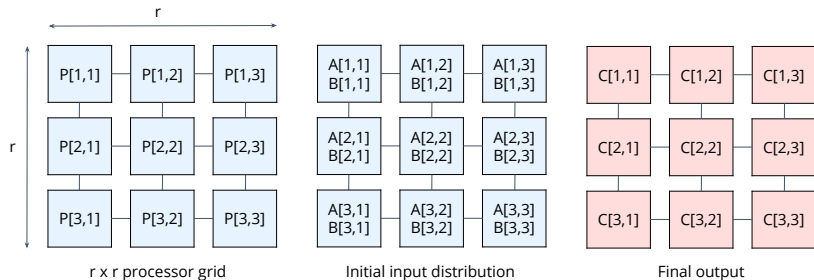 r
r
P[1,1] P[1,2] P[1,3]
P[2,1] P[2,2] P[2,3]
P[3,1] P[3,2] P[3,3]
r x r processor grid
A[1,1] A[1,2] A[1,3]
B[1,1] B[1,2] B[1,3]
A[2,1] A[2,2] A[2,3]
B[2,1] B[2,2] B[2,3]
A[3,1] A[3,2] A[3,3]
B[3,1] B[3,2] B[3,3]
Initial input distribution
C[1,1] C[1,2] C[1,3]
C[2,1] C[2,2] C[2,3]
C[3,1] C[3,2] C[3,3]
Final output